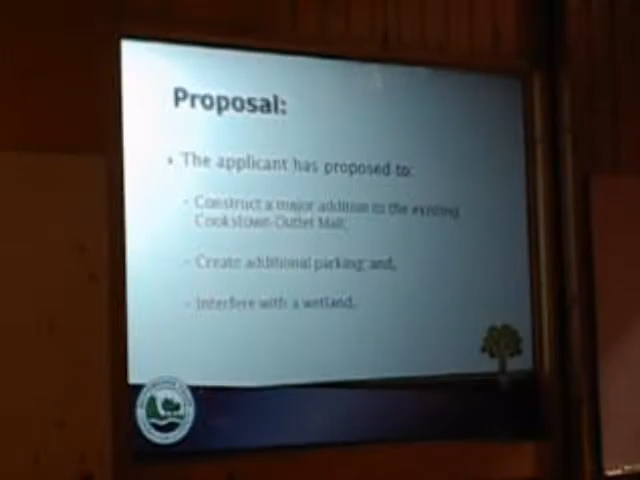 Proposal:
The applicant has proposed to:
- Construct a major addition to the existing
Cookstown Outlet Mall;
- Create additional parking; and,
- Interfere with a wetland.